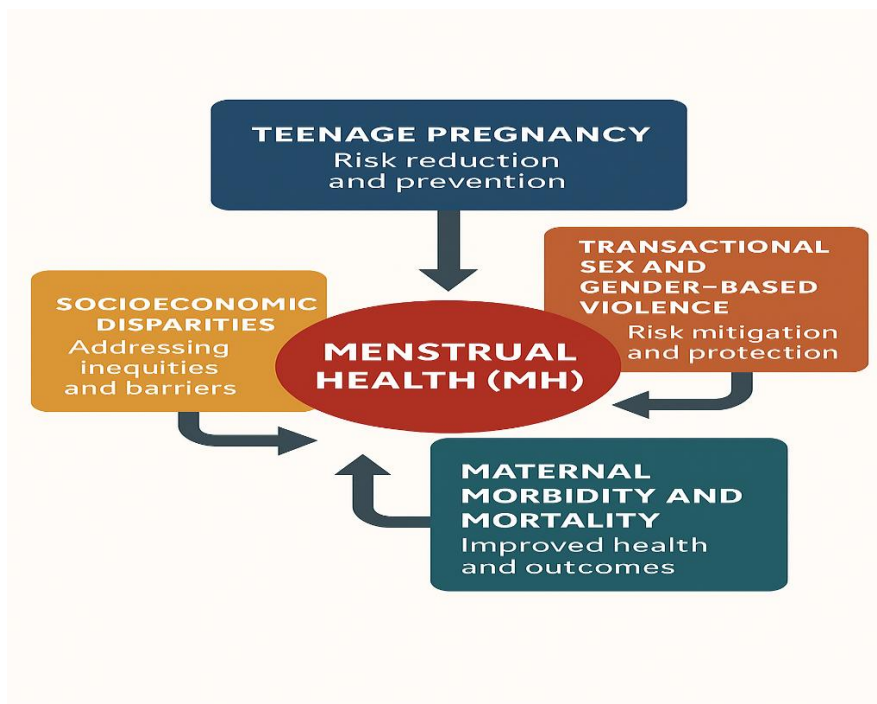 TEENAGE PREGNANCY
Risk reduction
and prevention
TRANSACTIONAL
SEX AND
GENDER–BASED
VIOLENCE
Risk mitigation
and protection
SOCIOECONOMIC
DISPARITIES
Addressing
inequities
and barriers
MENSTRUAL
HEALTH (MH)
MATERNAL
MORBIDITY AND
MORTALITY
Improved health
and outcomes